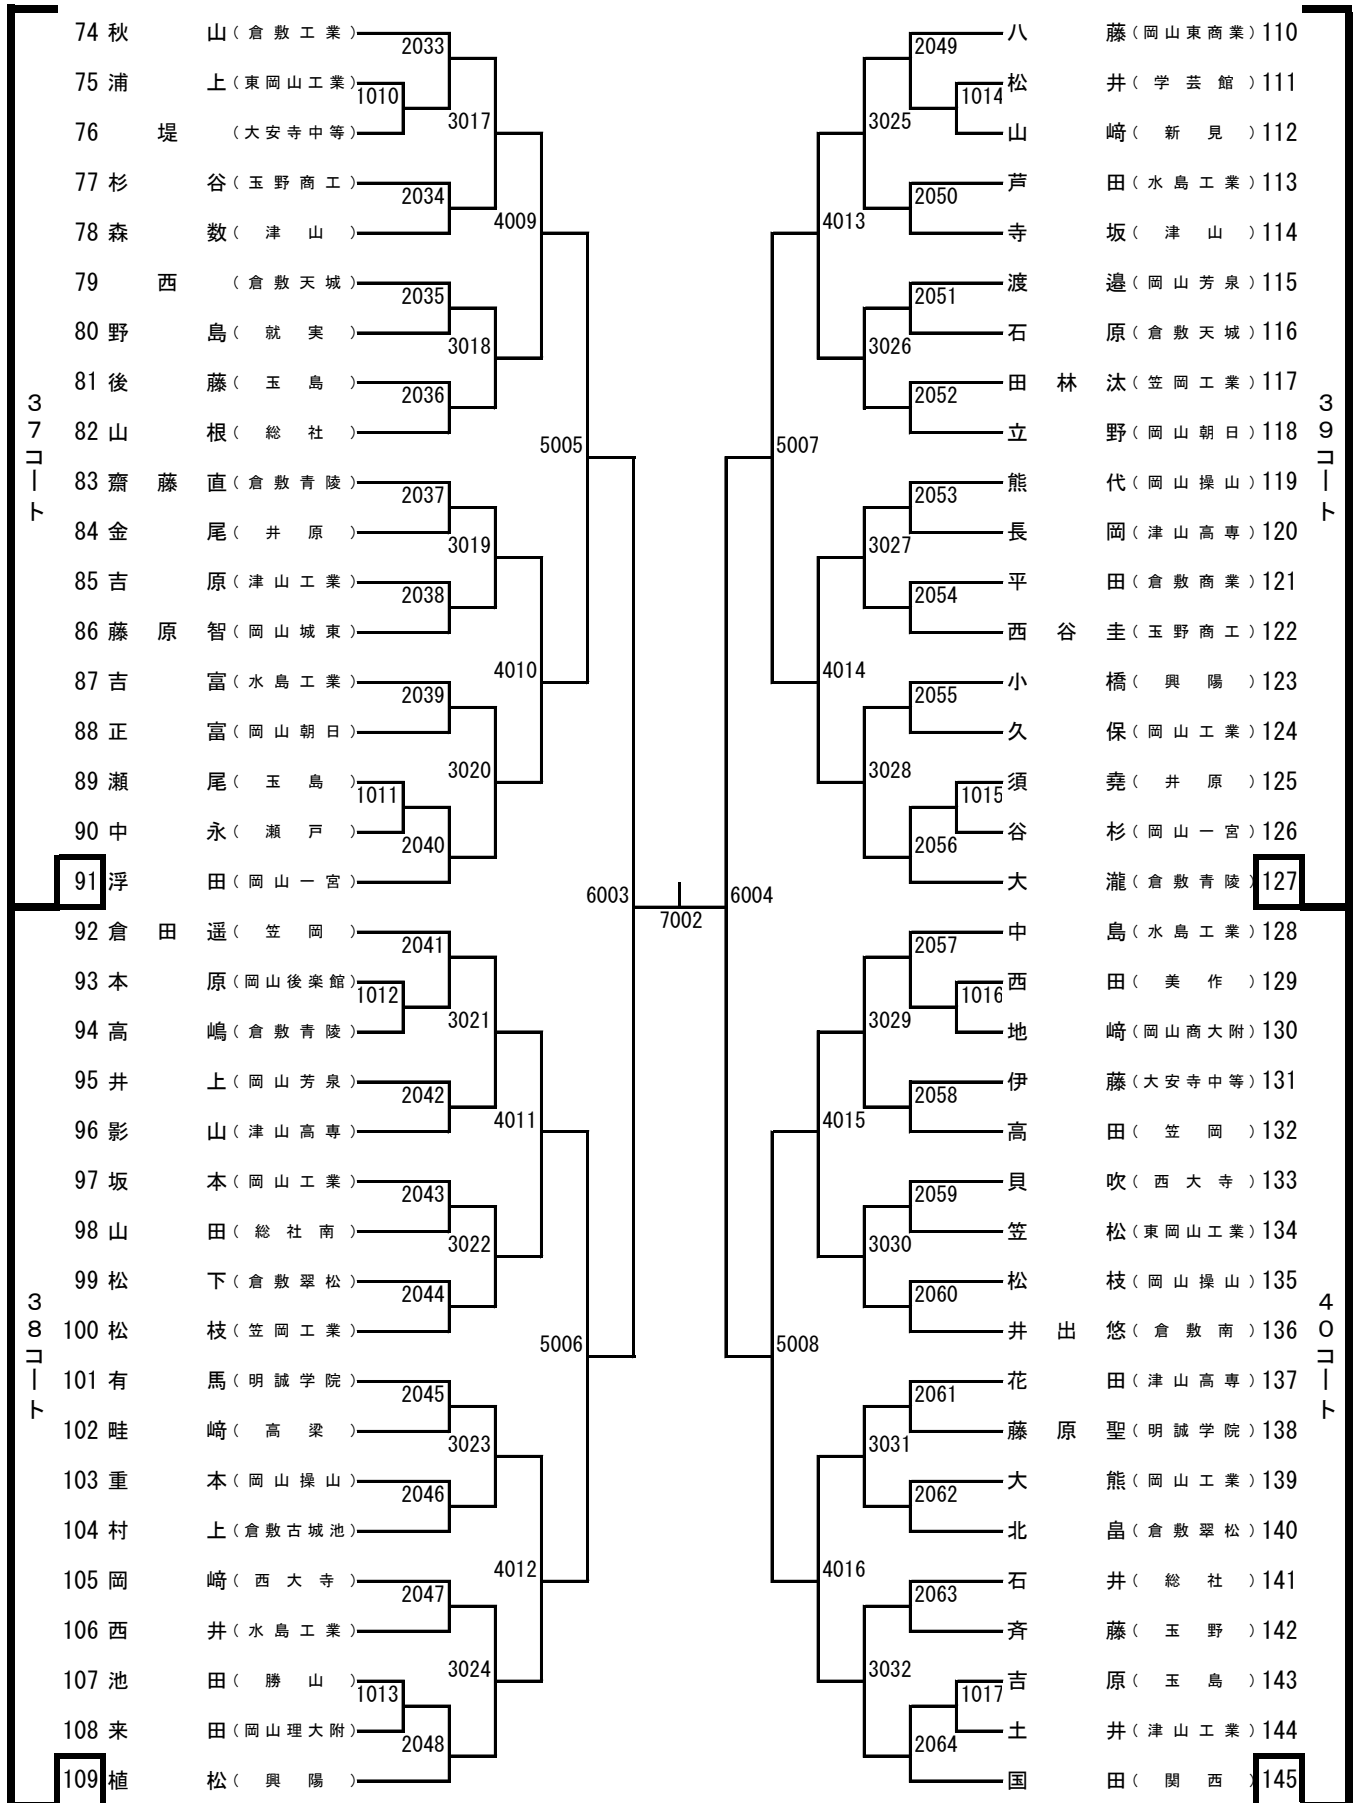 37コート
74 秋山(倉敷工業)
2033
75 浦上(東岡山工業)
1010
76 堤(大安寺中等)
3017
77 杉谷(玉野商工)
2034
78 森数(津山)
4009
79 西(倉敷天城)
2035
80 野島(就実)
3018
81 後藤(玉島)
2036
82 山根(総社)
5005
83 齋藤直(倉敷青陵)
2037
84 金尾(井原)
3019
85 吉原(津山工業)
2038
86 藤原智(岡山城東)
4010
87 吉富(水島工業)
2039
88 正富(岡山朝日)
3020
89 瀬尾(玉島)
1011
90 中永(瀬戸)
2040
91 浮田(岡山一宮)
6003
38コート
92 倉田遥(笠岡)
2041
93 本原(岡山後楽館)
1012
94 高嶋(倉敷青陵)
3021
95 井上(岡山芳泉)
2042
96 影山(津山高専)
4011
97 坂本(岡山工業)
2043
98 山田(総社南)
3022
99 松下(倉敷翠松)
2044
100 松枝(笠岡工業)
5006
101 有馬(明誠学院)
2045
102 畦﨑(高梁)
3023
103 重本(岡山操山)
2046
104 村上(倉敷古城池)
4012
105 岡﨑(西大寺)
2047
106 西井(水島工業)
3024
107 池田(勝山)
1013
108 来田(岡山理大附)
2048
109 植松(興陽)
7002
39コート
八藤(岡山東商業)110
2049
松井(学芸館)111
1014
山﨑(新見)112
3025
芦田(水島工業)113
2050
寺坂(津山)114
4013
渡邉(岡山芳泉)115
2051
石原(倉敷天城)116
3026
田林汰(笠岡工業)117
2052
立野(岡山朝日)118
5007
熊代(岡山操山)119
2053
長岡(津山高専)120
3027
平田(倉敷商業)121
2054
西谷圭(玉野商工)122
4014
小橋(興陽)123
2055
久保(岡山工業)124
3028
須堯(井原)125
1015
谷杉(岡山一宮)126
2056
大瀧(倉敷青陵)127
6004
40コート
中島(水島工業)128
2057
西田(美作)129
1016
地﨑(岡山商大附)130
3029
伊藤(大安寺中等)131
2058
高田(笠岡)132
4015
貝吹(西大寺)133
2059
笠松(東岡山工業)134
3030
松枝(岡山操山)135
2060
井出悠(倉敷南)136
5008
花田(津山高専)137
2061
藤原聖(明誠学院)138
3031
大熊(岡山工業)139
2062
北畠(倉敷翠松)140
4016
石井(総社)141
2063
斉藤(玉野)142
3032
吉原(玉島)143
1017
土井(津山工業)144
2064
国田(関西)145